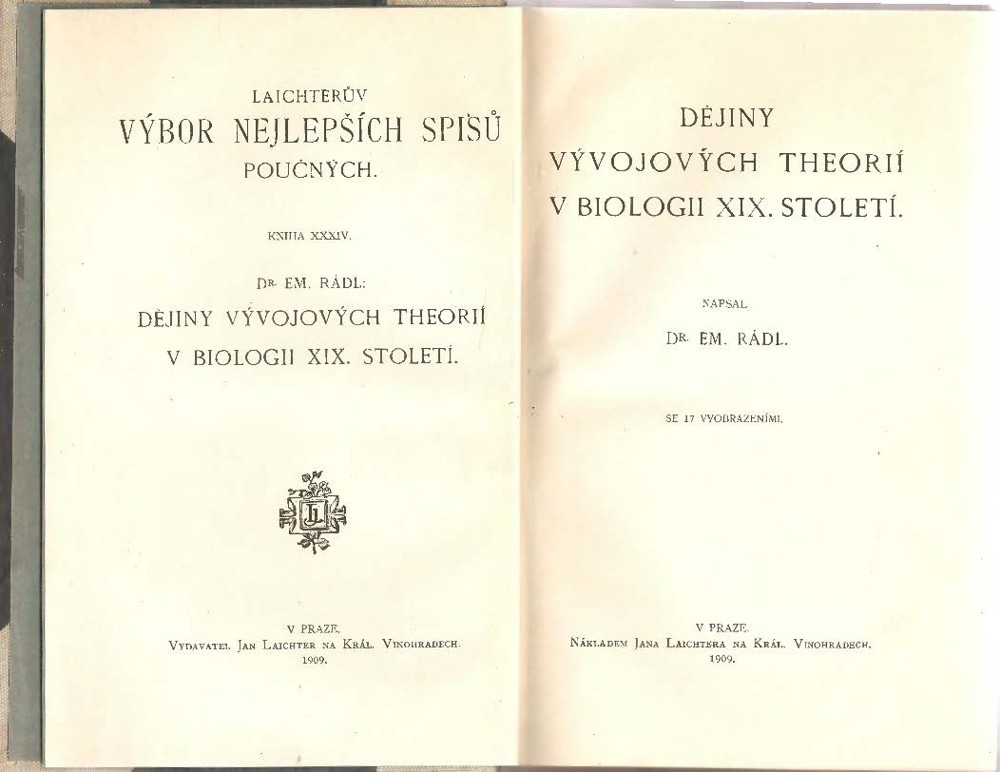 LAICHTERŮV
VÝBOR NEJLEPŠÍCH SPISŮ
POUČNÝCH.
KNIHA XXXIV.
DR. EM. RÁDL:
DĚJINY VÝVOJOVÝCH THEORIÍ
V BIOLOGII XIX. STOLETÍ.
JL
V PRAZE.
VYDAVATEL JAN LAICHTER NA KRÁL. VINOHRADECH.
1909.
DĚJINY
VÝVOJOVÝCH THEORIÍ
V BIOLOGII XIX. STOLETÍ.
NAPSAL
DR. EM. RÁDL.
SE 17 VYOBRAZENÍMI.
V PRAZE.
NÁKLADEM JANA LAICHTERA NA KRÁL. VINOHRADECH.
1909.